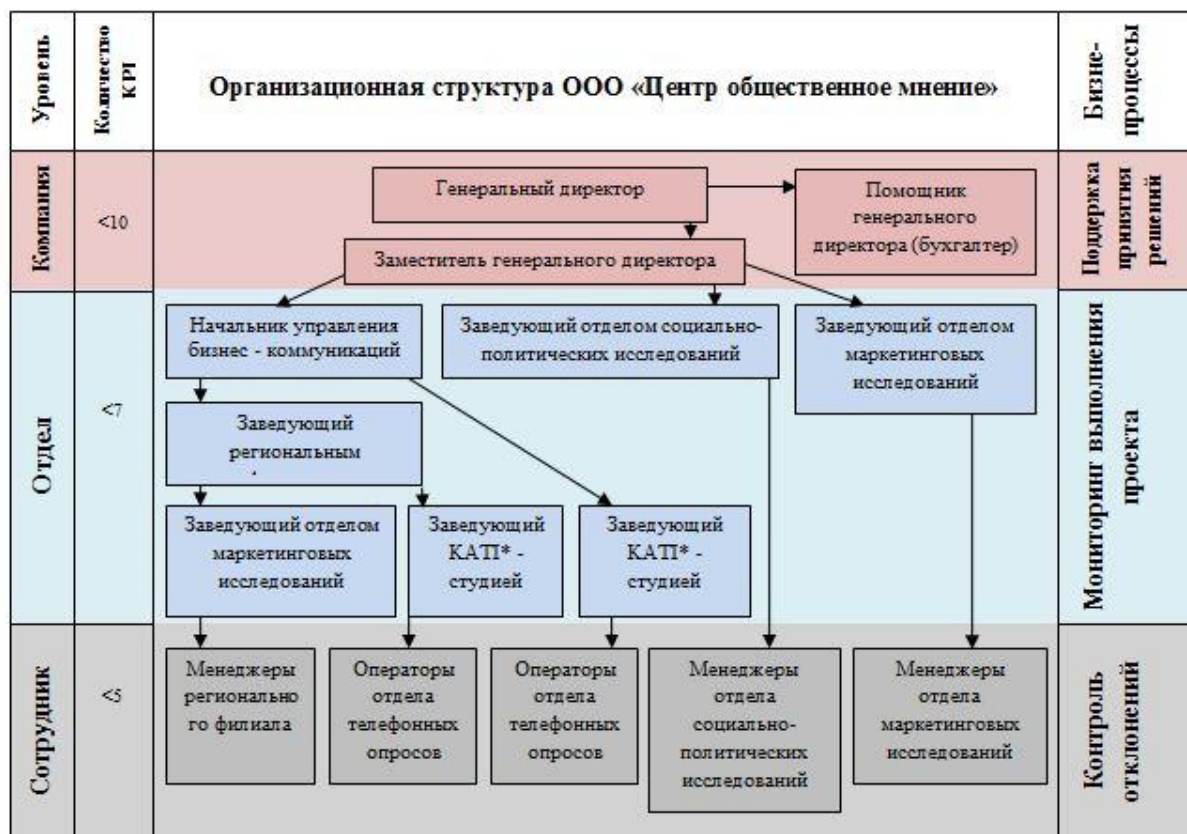 Уровень
Количество
KPI
Организационная структура ООО «Центр общественное мнение»
Бизне-
процессы
Компания
<10
Генеральный директор
Помощник
генерального
директора (бухгалтер)
Заместитель генерального директора
Поддержка
принятия
решений
Отдел
<7
Начальник управления
бизнес - коммуникаций
Заведующий отделом социально-
политических исследований
Заведующий отделом
маркетинговых
исследований
Заведующий
региональным
Заведующий отделом
маркетинговых
исследований
Заведующий
КАТI* -
студией
Заведующий
КАТI* -
студией
Мониторинг выполнения
проекта
Сотрудник
<5
Менеджеры
регионально
го филиала
Операторы
отдела
телефонных
опросов
Операторы
отдела
телефонных
опросов
Менеджеры
отдела
социально-
политических
исследований
Менеджеры
отдела
маркетинговых
исследований
Контроль
отклонений